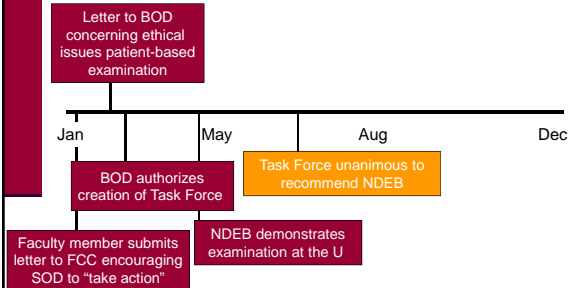 Letter to BOD
concerning ethical
issues patient-based
examination
Jan
May
Aug
Dec
BOD authorizes
creation of Task Force
Task Force unanimous to
recommend NDEB
Faculty member submits
letter to FCC encouraging
SOD to “take action”
NDEB demonstrates
examination at the U